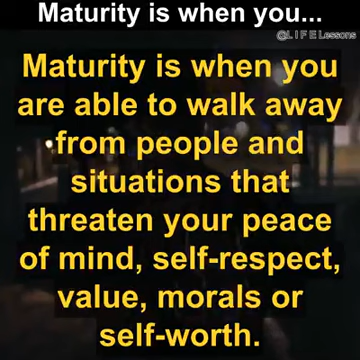 Maturity is when you...
@L I F E Lessons
Maturity is when you
are able to walk away
from people and
situations that
threaten your peace
of mind, self-respect,
value, morals or
self-worth.